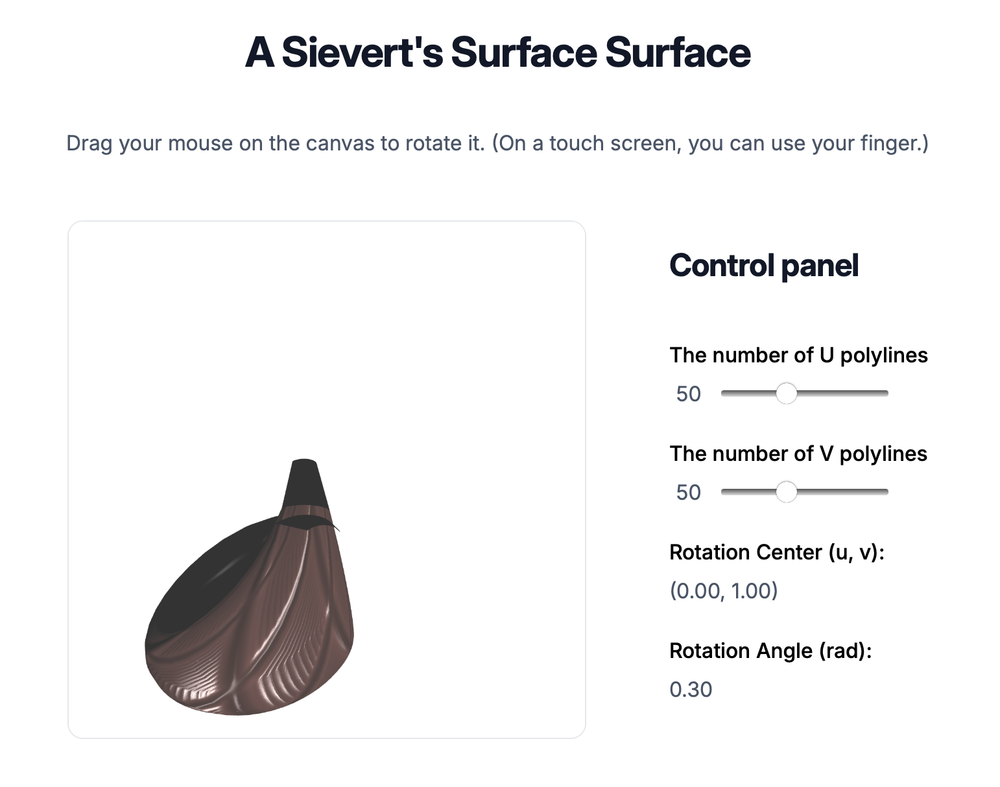 A Sievert's Surface Surface
Drag your mouse on the canvas to rotate it. (On a touch screen, you can use your finger.)
Control panel
The number of U polylines
50
The number of V polylines
50
Rotation Center (u, v):
(0.00, 1.00)
Rotation Angle (rad):
0.30